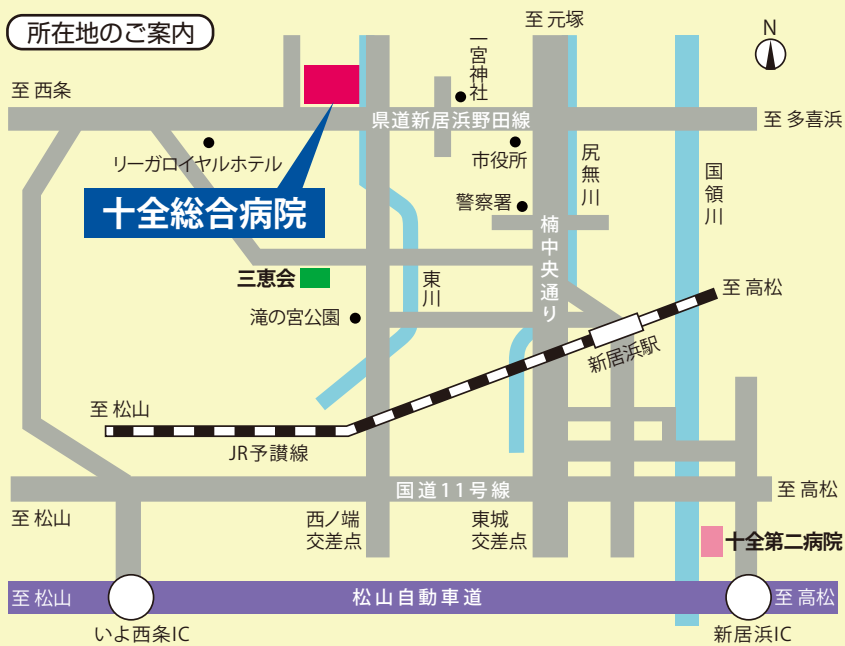 所在地のご案内
至 元塚
N
一宮神社
至 西条
県道新居浜野田線
至 多喜浜
リーガロイヤルホテル
市役所
尻無川
国領川
警察署
十全総合病院
楠中央通り
三恵会
東川
至 高松
滝の宮公園
新居浜駅
至 松山
JR予讃線
国道11号線
至 高松
至 松山
西ノ端
交差点
東城
交差点
十全第二病院
至 松山
松山自動車道
至 高松
いよ西条IC
新居浜IC